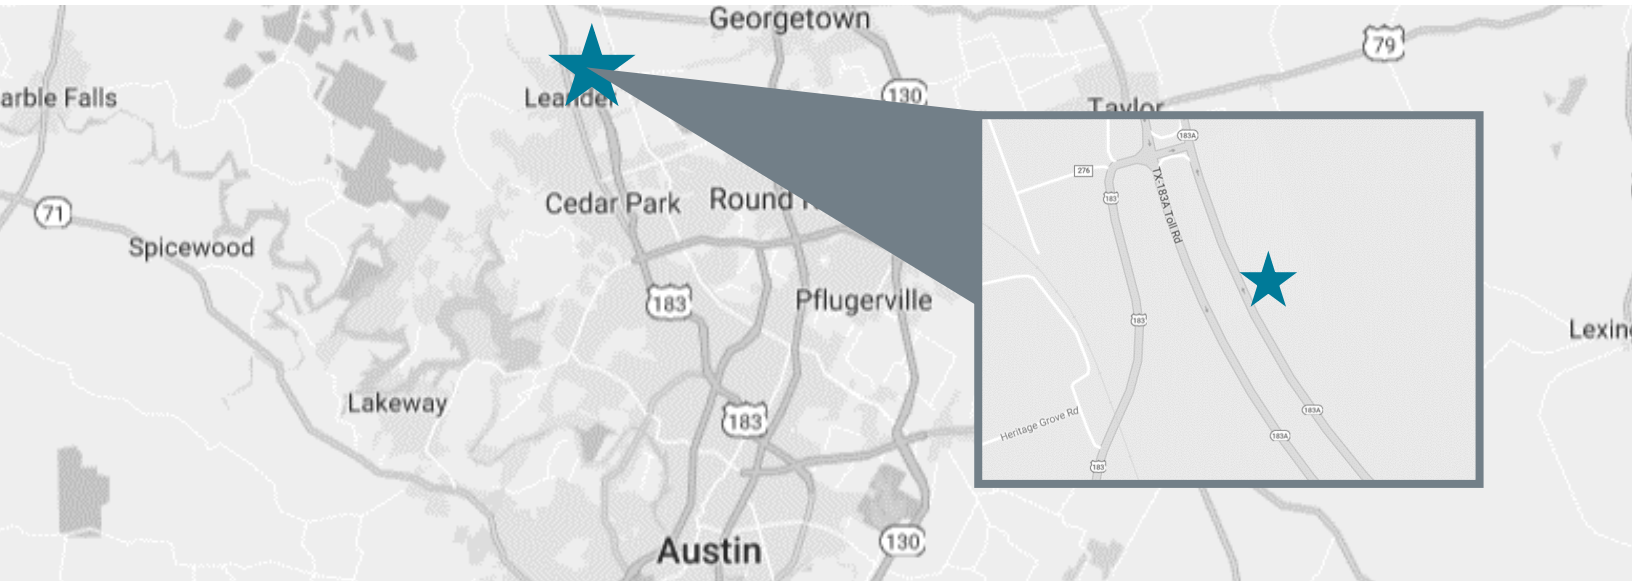 Georgetown
79
arble Falls
Leander
130
Taylor
183A
276
TX-183A Toll Rd
183
Cedar Park
Round
71
Spicewood
183
Pflugerville
183
Lexing
Lakeway
183A
Heritage Grove Rd
183A
183
183
Austin
130